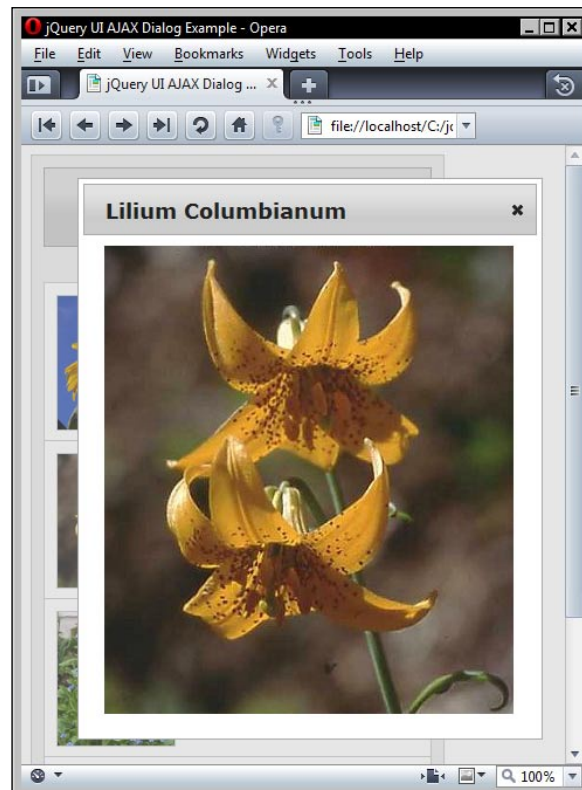 jQuery UI AJAX Dialog Example - Opera
File Edit View Bookmarks Widgets Tools Help
jQuery UI AJAX Dialog ...
file://localhost/C:/jc
Lilium Columbianum
100%